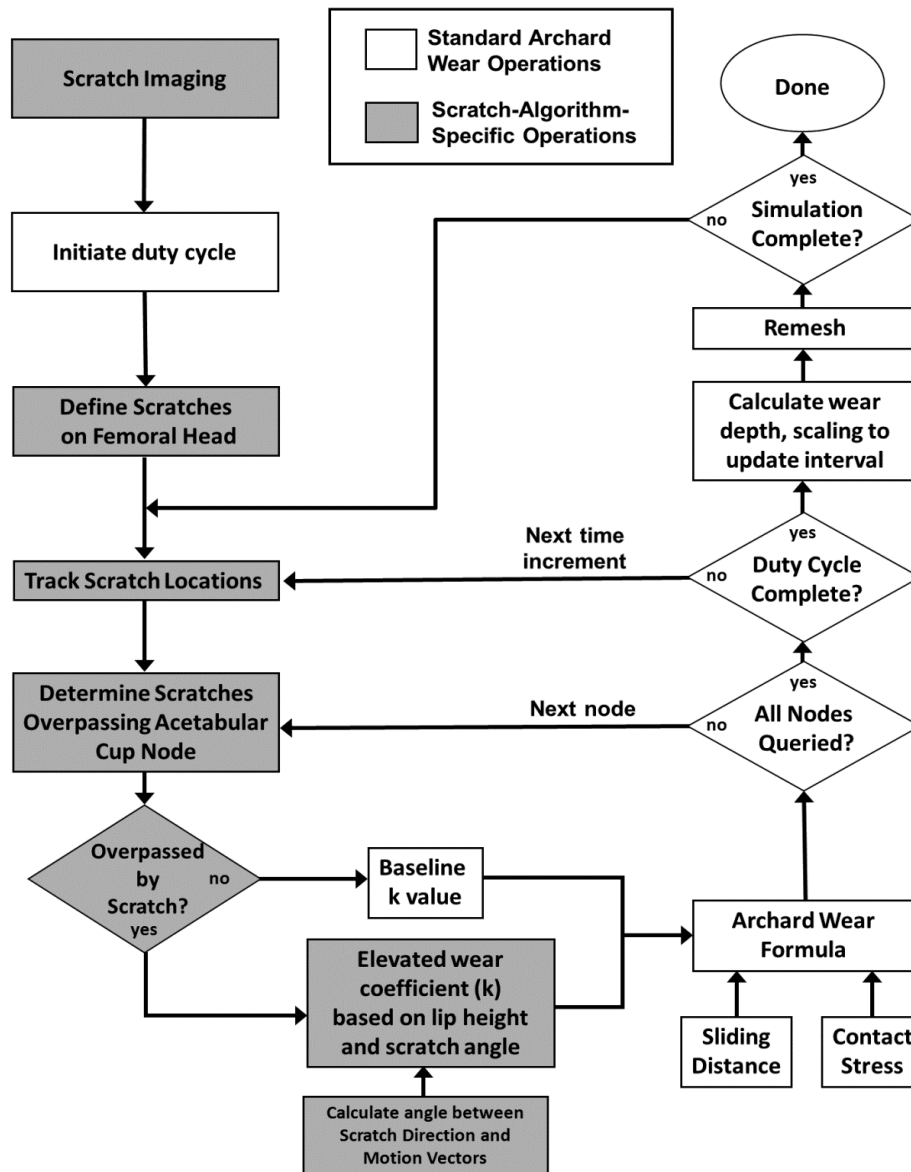 Standard Archard
Wear Operations
Scratch-Algorithm-
Specific Operations
Scratch Imaging
Initiate duty cycle
Define Scratches
on Femoral Head
Track Scratch Locations
Determine Scratches
Overpassing Acetabular
Cup Node
Overpassed
by
Scratch?
no
yes
Baseline
k value
Elevated wear
coefficient (k)
based on lip height
and scratch angle
Calculate angle between
Scratch Direction and
Motion Vectors
Archard Wear
Formula
Sliding
Distance
Contact
Stress
All Nodes
Queried?
yes
no
Next node
Duty Cycle
Complete?
yes
no
Next time
increment
Calculate wear
depth, scaling to
update interval
Remesh
Simulation
Complete?
yes
no
Done